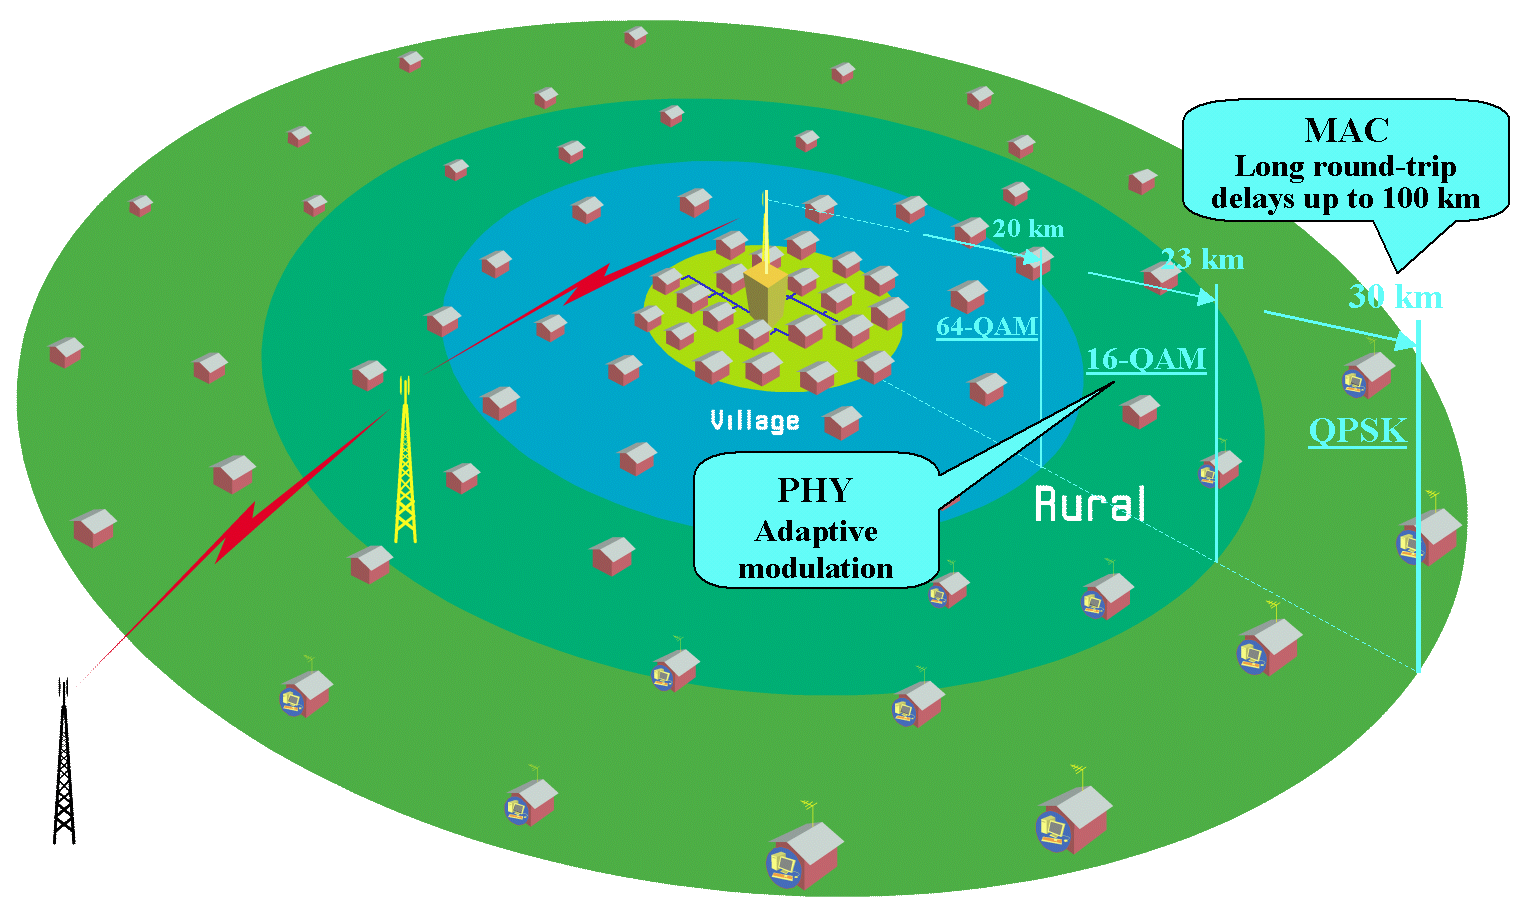 MAC
Long round-trip
delays up to 100 km
20 km
23 km
30 km
64-QAM
16-QAM
QPSK
Village
PHY
Adaptive
modulation
Rural